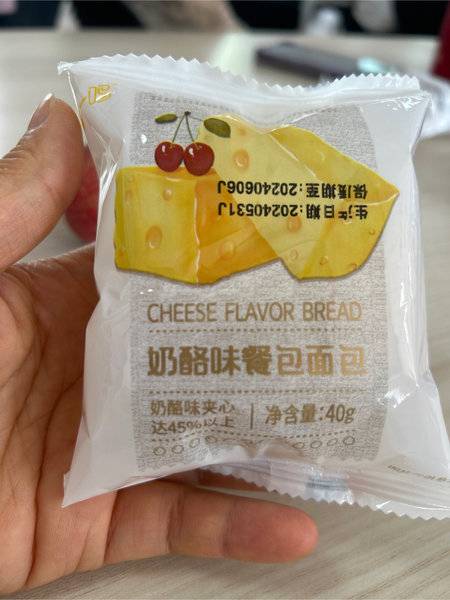 生产日期:20240531J
保质期至:20240606J
CHEESE FLAVOR BREAD
奶酪味餐包面包
奶酪味夹心
达45%以上
净含量:40g